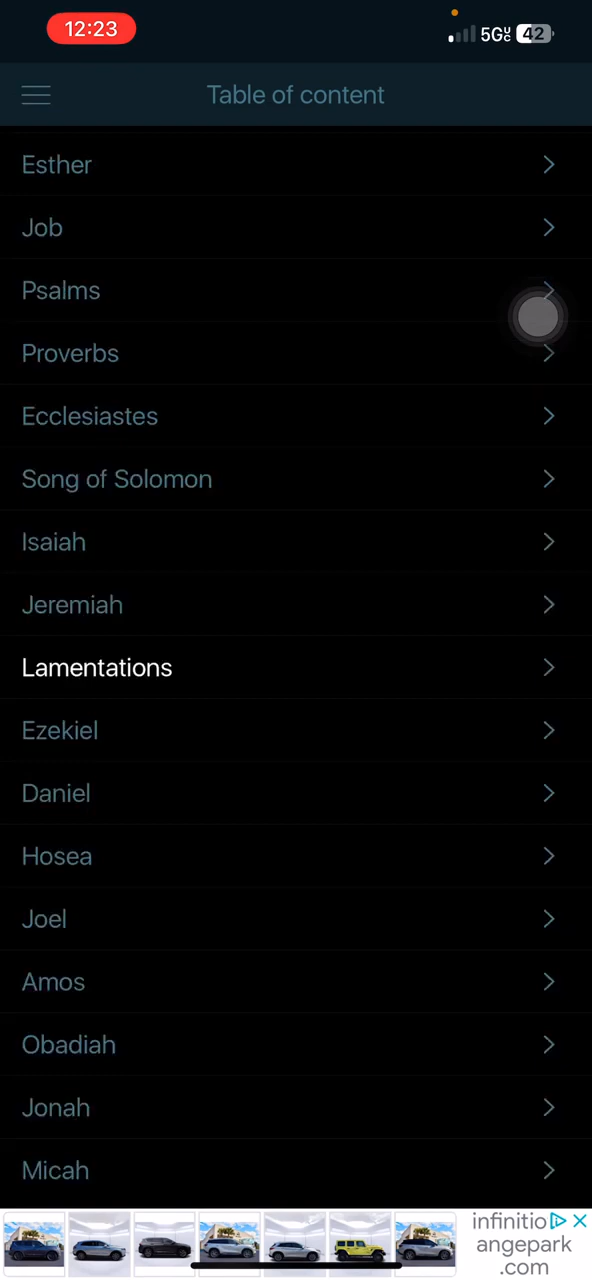 12:23
5GUC
42
Table of content
Esther
Job
Psalms
Proverbs
Ecclesiastes
Song of Solomon
Isaiah
Jeremiah
Lamentations
Ezekiel
Daniel
Hosea
Joel
Amos
Obadiah
Jonah
Micah
infinitio
angepark
.com